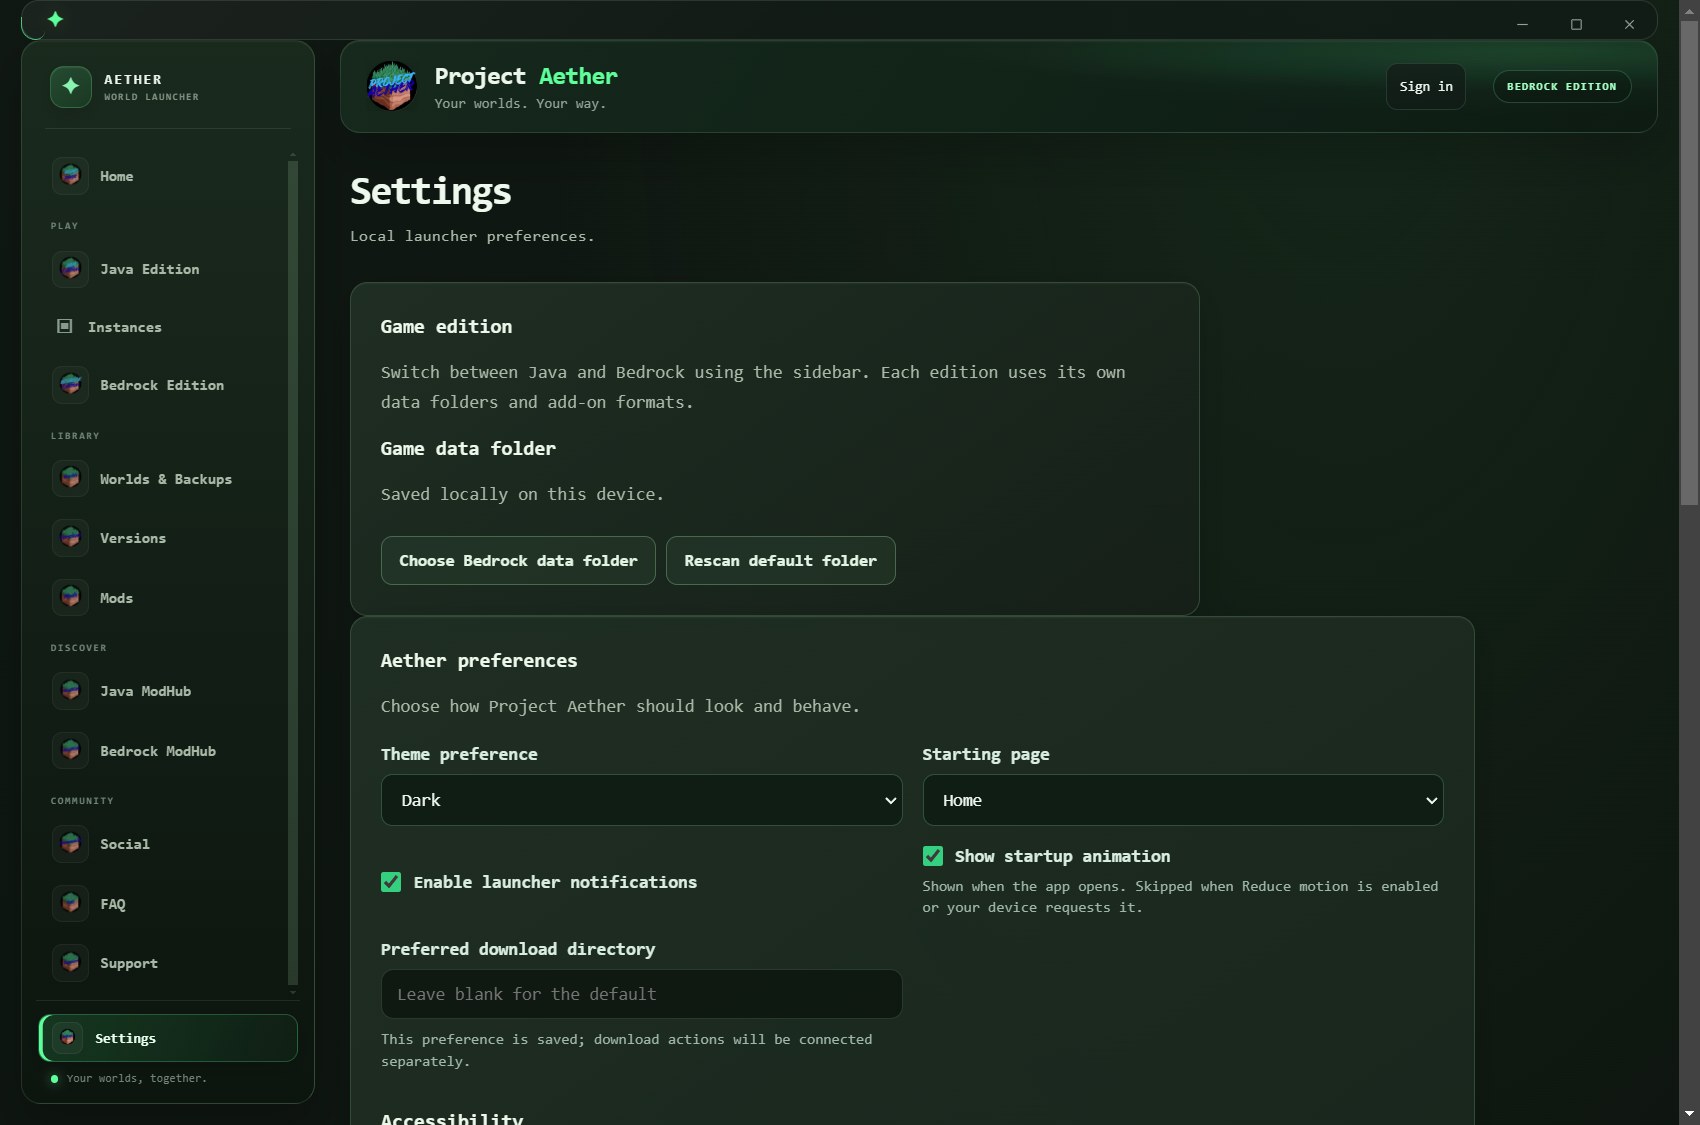 AETHER
WORLD LAUNCHER
Home
PLAY
Java Edition
Instances
Bedrock Edition
LIBRARY
Worlds & Backups
Versions
Mods
DISCOVER
Java ModHub
Bedrock ModHub
COMMUNITY
Social
FAQ
Support
Settings
Your worlds, together.
PROJECT
AETHER
Project Aether
Your worlds. Your way.
Sign in
BEDROCK EDITION
Settings
Local launcher preferences.
Game edition
Switch between Java and Bedrock using the sidebar. Each edition uses its own
data folders and add-on formats.
Game data folder
Saved locally on this device.
Choose Bedrock data folder
Rescan default folder
Aether preferences
Choose how Project Aether should look and behave.
Theme preference
Dark
Starting page
Home
Enable launcher notifications
Show startup animation
Shown when the app opens. Skipped when Reduce motion is enabled
or your device requests it.
Preferred download directory
Leave blank for the default
This preference is saved; download actions will be connected
separately.
Accessibility